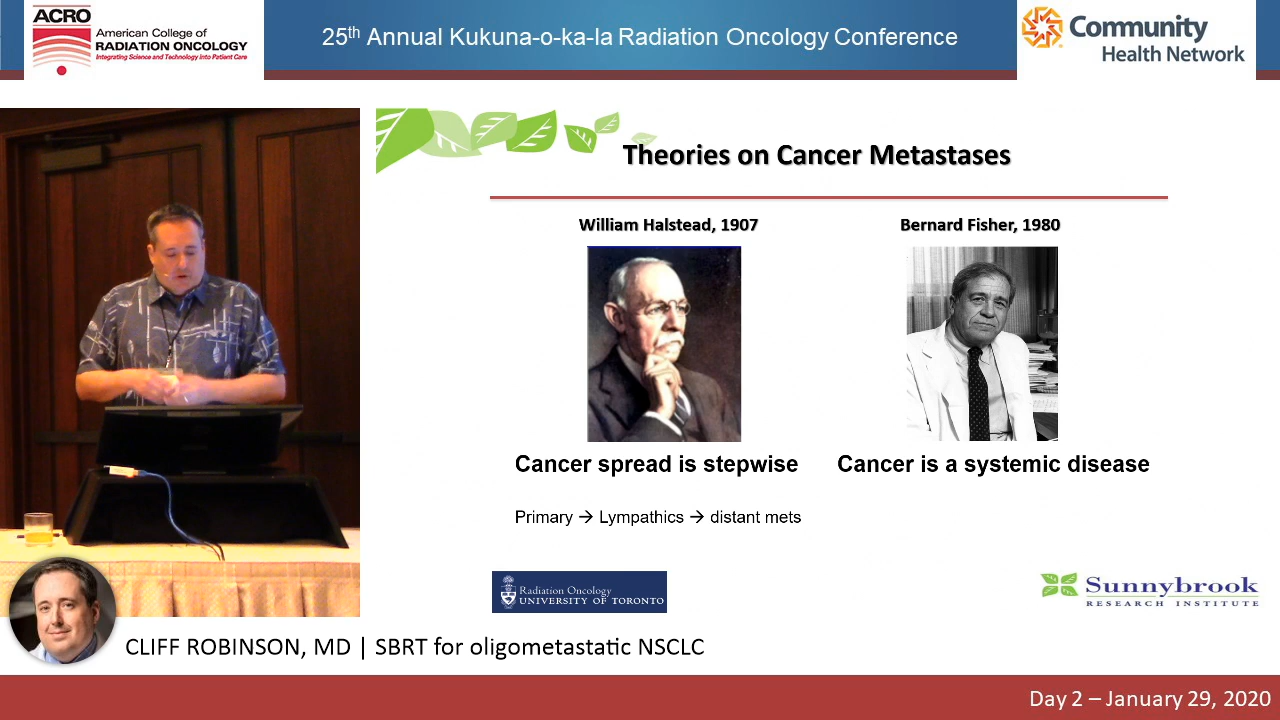 ACRO
American College of
RADIATION ONCOLOGY
Integrating Science and Technology Into Patient Care
25th Annual Kukuna-o-ka-la Radiation Oncology Conference
Community
Health Network
Theories on Cancer Metastases
William Halstead, 1907
Bernard Fisher, 1980
Cancer spread is stepwise
Cancer is a systemic disease
Primary → Lympathics → distant mets
Radiation Oncology
UNIVERSITY OF TORONTO
Sunnybrook
RESEARCH INSTITUTE
CLIFF ROBINSON, MD | SBRT for oligometastatic NSCLC
Day 2 – January 29, 2020